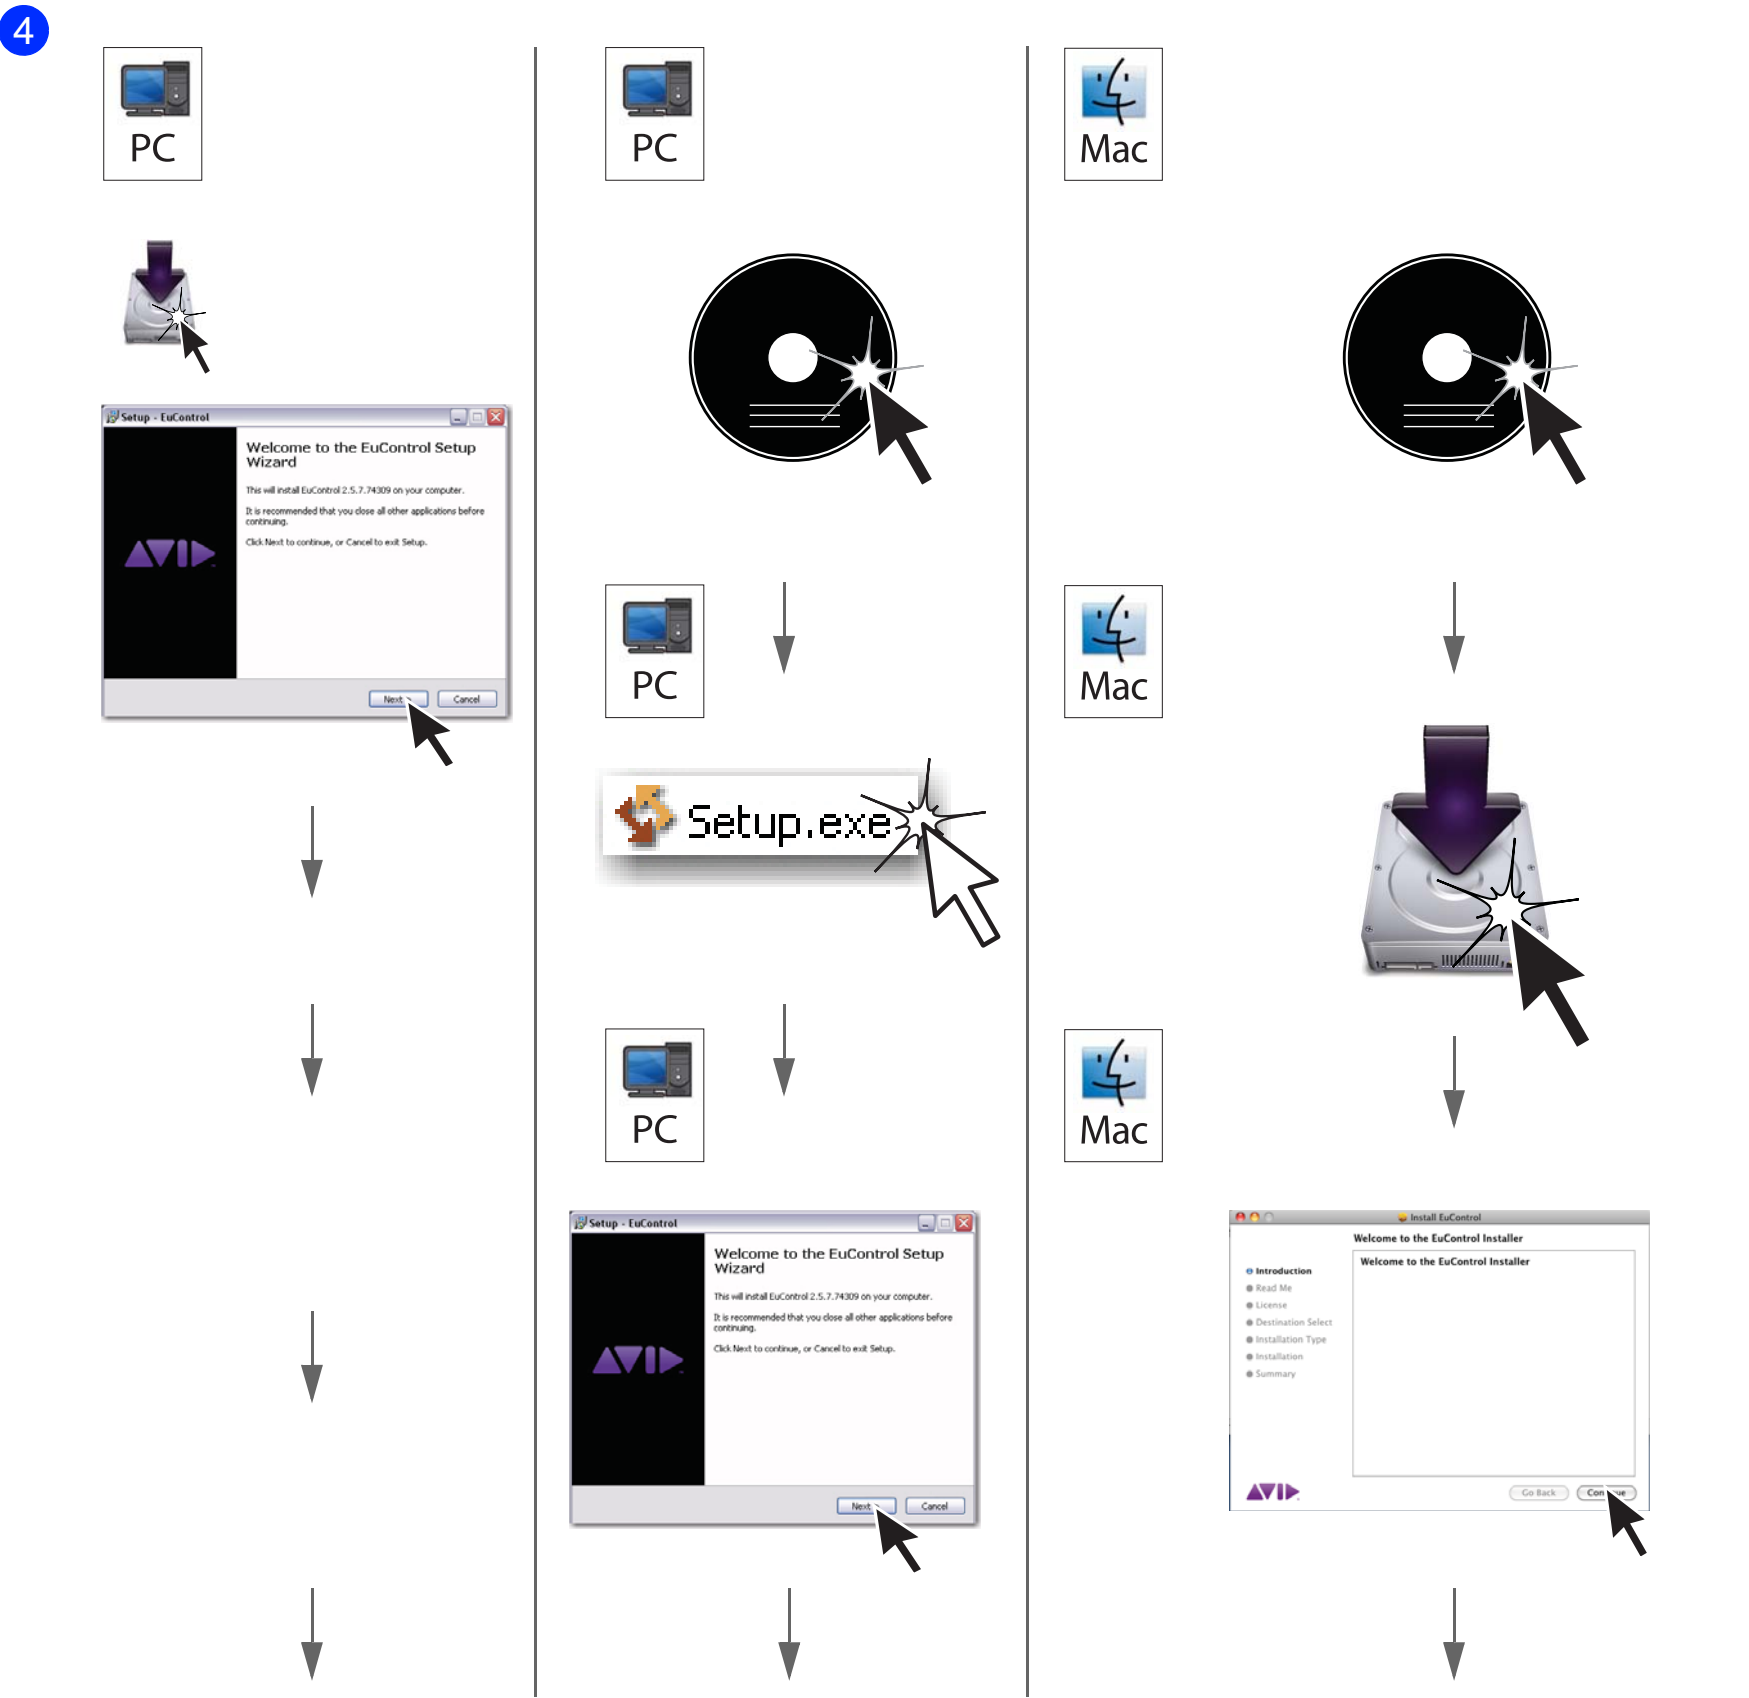 4
PC
Setup - EuControl
Welcome to the EuControl Setup
Wizard
This will install EuControl 2.5.7.74309 on your computer.
It is recommended that you close all other applications before
continuing.
Click Next to continue, or Cancel to exit Setup.
AVID
Next >
Cancel
PC
PC
Setup.exe
PC
Setup - EuControl
Welcome to the EuControl Setup
Wizard
This will install EuControl 2.5.7.74309 on your computer.
It is recommended that you close all other applications before
continuing.
Click Next to continue, or Cancel to exit Setup.
AVID
Next
Cancel
Mac
Mac
Mac
Install EuControl
Welcome to the EuControl Installer
Welcome to the EuControl Installer
Introduction
Read Me
License
Destination Select
Installation Type
Installation
Summary
AVID
Go Back
Continue